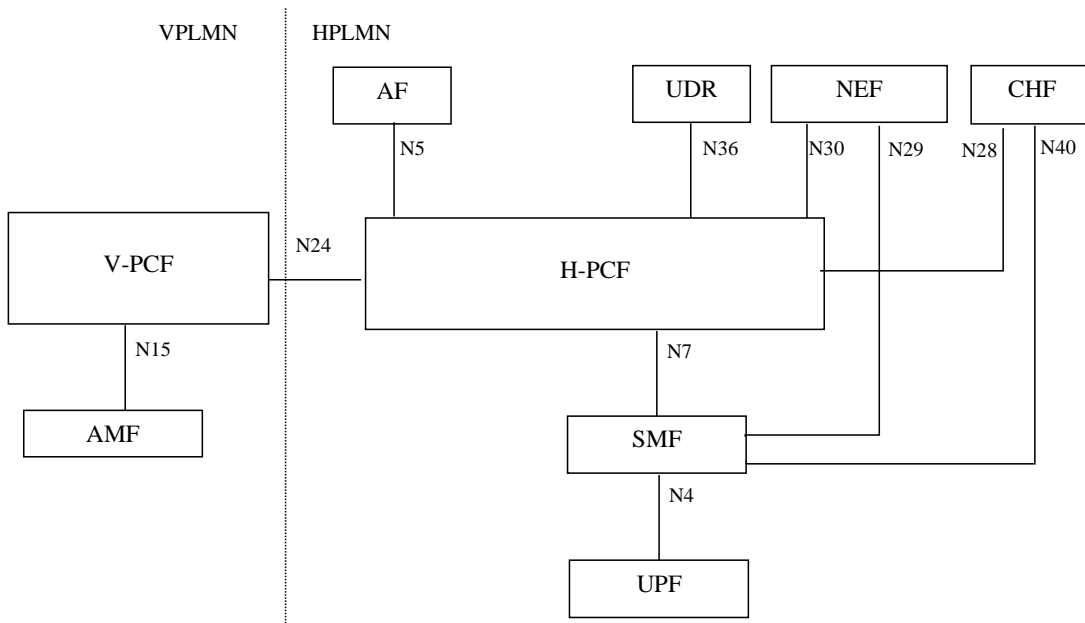 VPLMN
HPLMN
AF
UDR
NEF
CHF
N5
N36
N30
N29
N28
N40
V-PCF
N24
H-PCF
N15
N7
AMF
SMF
N4
UPF